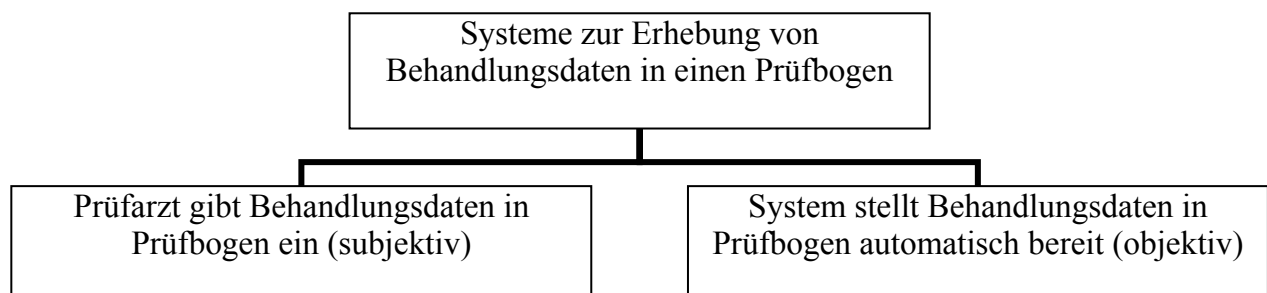 Systeme zur Erhebung von
Behandlungsdaten in einen Prüfbogen
Prüfarzt gibt Behandlungsdaten in
Prüfbogen ein (subjektiv)
System stellt Behandlungsdaten in
Prüfbogen automatisch bereit (objektiv)